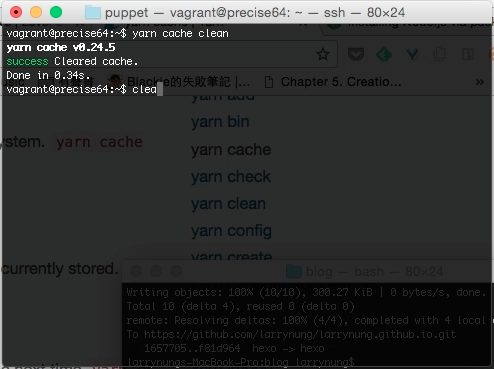 puppet — vagrant@precise64: ~ — ssh — 80×24
vagrant@precise64:~$ yarn cache clean
yarn cache v0.24.5
success Cleared cache.
Done in 0.34s.
vagrant@precise64:~$ clea
Blackie的失敗筆記 |...
Chapter 5. Creatio...
yarn add
yarn bin
ystem. yarn cache
yarn cache
yarn check
yarn clean
yarn config
yarn create
currently stored.
blog — bash — 80×24
Writing objects: 100% (10/10), 300.27 KiB | 0 bytes/s, done.
Total 10 (delta 4), reused 0 (delta 0)
remote: Resolving deltas: 100% (4/4), completed with 4 local
To https://github.com/larrynung/larrynung.github.io.git
1657705..f81d964 hexo -> hexo
larrynungs-MacBook-Pro:blog larrynung$